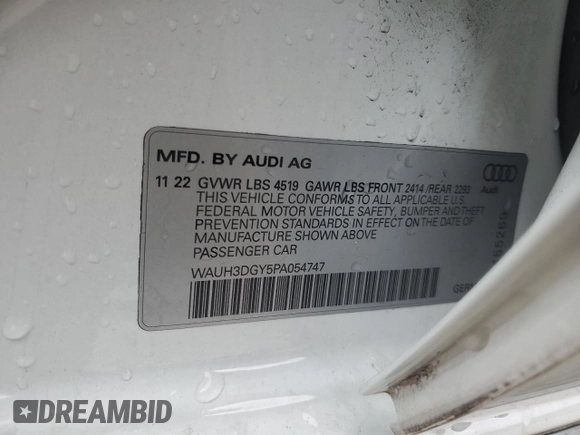 MFD. BY AUDI AG
11 22 GVWR LBS 4519 GAWR LBS FRONT 2414 /REAR 2293
THIS VEHICLE CONFORMS TO ALL APPLICABLE U.S.
FEDERAL MOTOR VEHICLE SAFETY, BUMPER AND THEFT
PREVENTION STANDARDS IN EFFECT ON THE DATE OF
MANUFACTURE SHOWN ABOVE
PASSENGER CAR
WAUH3DGY5PA054747
Audi
DREAMBID